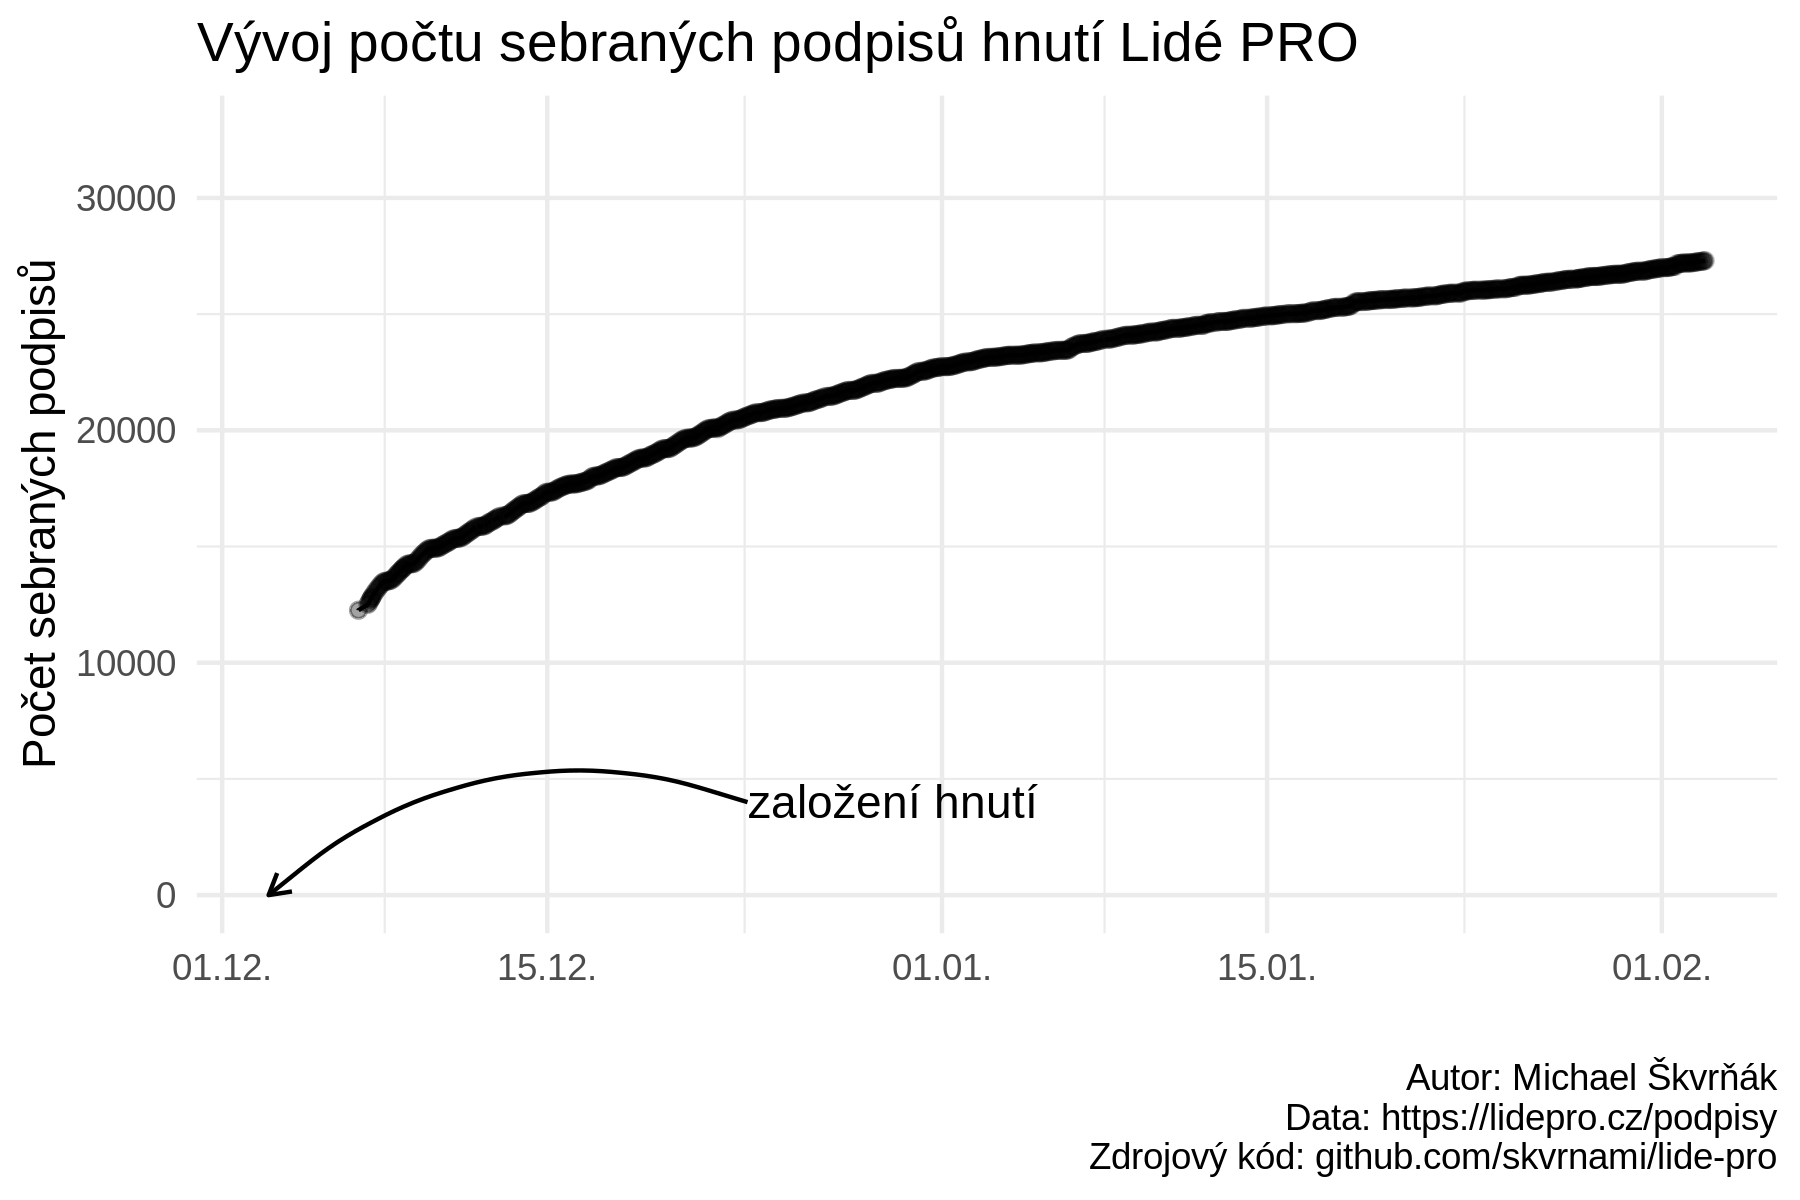 Vývoj počtu sebraných podpisů hnutí Lidé PRO
Počet sebraných podpisů
30000
20000
10000
0
založení hnutí
01.12.
15.12.
01.01.
15.01.
01.02.
Autor: Michael Škvrňák
Data: https://lidepro.cz/podpisy
Zdrojový kód: github.com/skvrnami/lide-pro